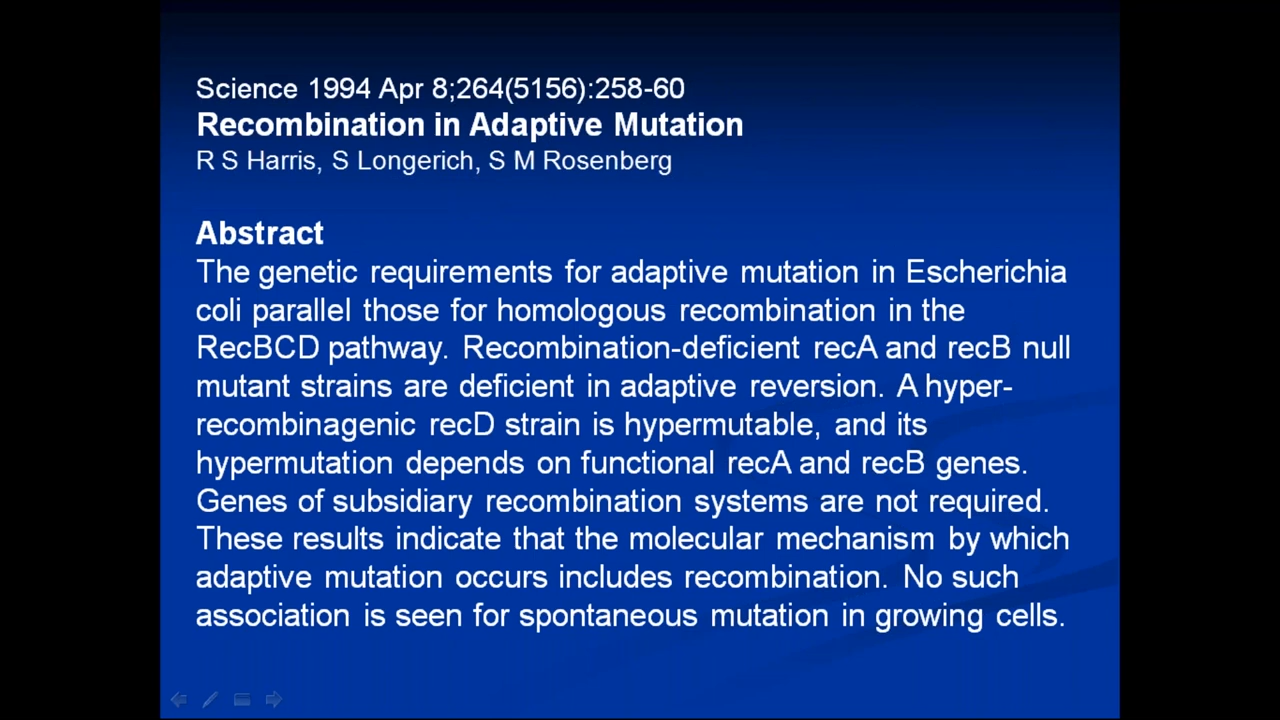 Science 1994 Apr 8;264(5156):258-60
Recombination in Adaptive Mutation
R S Harris, S Longerich, S M Rosenberg
Abstract
The genetic requirements for adaptive mutation in Escherichia
coli parallel those for homologous recombination in the
RecBCD pathway. Recombination-deficient recA and recB null
mutant strains are deficient in adaptive reversion. A hyper-
recombinagenic recD strain is hypermutable, and its
hypermutation depends on functional recA and recB genes.
Genes of subsidiary recombination systems are not required.
These results indicate that the molecular mechanism by which
adaptive mutation occurs includes recombination. No such
association is seen for spontaneous mutation in growing cells.